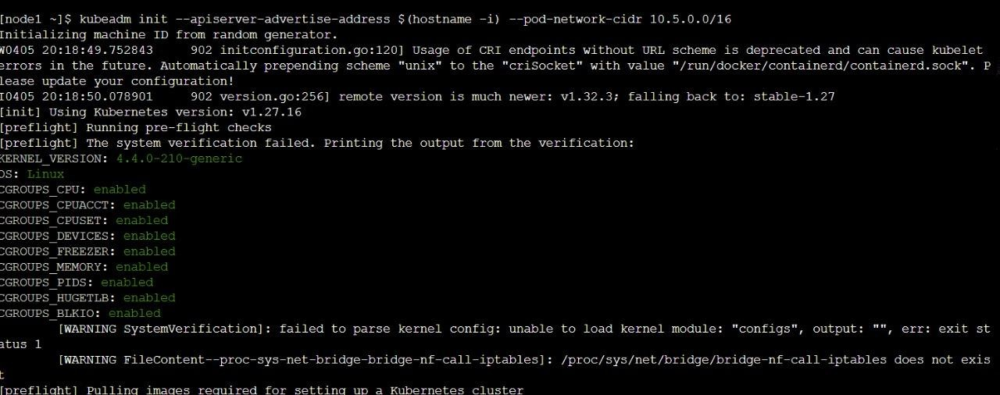 [node1 ~]$ kubeadm init --apiserver-advertise-address $(hostname -i) --pod-network-cidr 10.5.0.0/16
Initializing machine ID from random generator.
W0405 20:18:49.752843     902 initconfiguration.go:120] Usage of CRI endpoints without URL scheme is deprecated and can cause kubelet
errors in the future. Automatically prepending scheme "unix" to the "criSocket" with value "/run/docker/containerd/containerd.sock". P
lease update your configuration!
I0405 20:18:50.078901     902 version.go:256] remote version is much newer: v1.32.3; falling back to: stable-1.27
[init] Using Kubernetes version: v1.27.16
[preflight] Running pre-flight checks
[preflight] The system verification failed. Printing the output from the verification:
KERNEL_VERSION: 4.4.0-210-generic
OS: Linux
CGROUPS_CPU: enabled
CGROUPS_CPUACCT: enabled
CGROUPS_CPUSET: enabled
CGROUPS_DEVICES: enabled
CGROUPS_FREEZER: enabled
CGROUPS_MEMORY: enabled
CGROUPS_PIDS: enabled
CGROUPS_HUGETLB: enabled
CGROUPS_BLKIO: enabled
        [WARNING SystemVerification]: failed to parse kernel config: unable to load kernel module: "configs", output: "", err: exit st
atus 1
        [WARNING FileContent--proc-sys-net-bridge-bridge-nf-call-iptables]: /proc/sys/net/bridge/bridge-nf-call-iptables does not exis
t
[preflight] Pulling images required for setting up a Kubernetes cluster